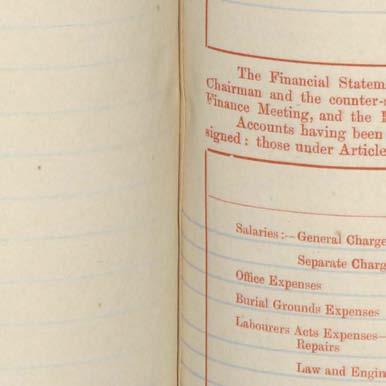 The Financial Statem
Chairman and the counter-
Finance Meeting, and the
Accounts having been
signed: those under Article
Salaries:—General Charge
Separate Charg
Office Expenses
Burial Grounds Expenses
Labourers Acts Expenses—
Repairs
Law and Engin